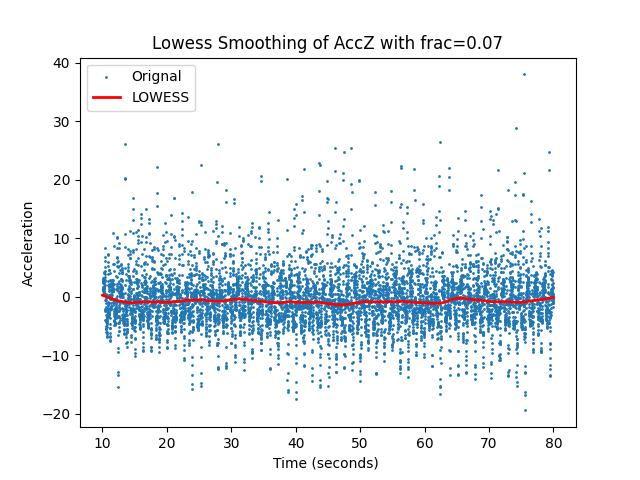 Lowess Smoothing of AccZ with frac=0.07
Orignal
LOWESS
Acceleration
40
30
20
10
0
−10
−20
10 20 30 40 50 60 70 80
Time (seconds)